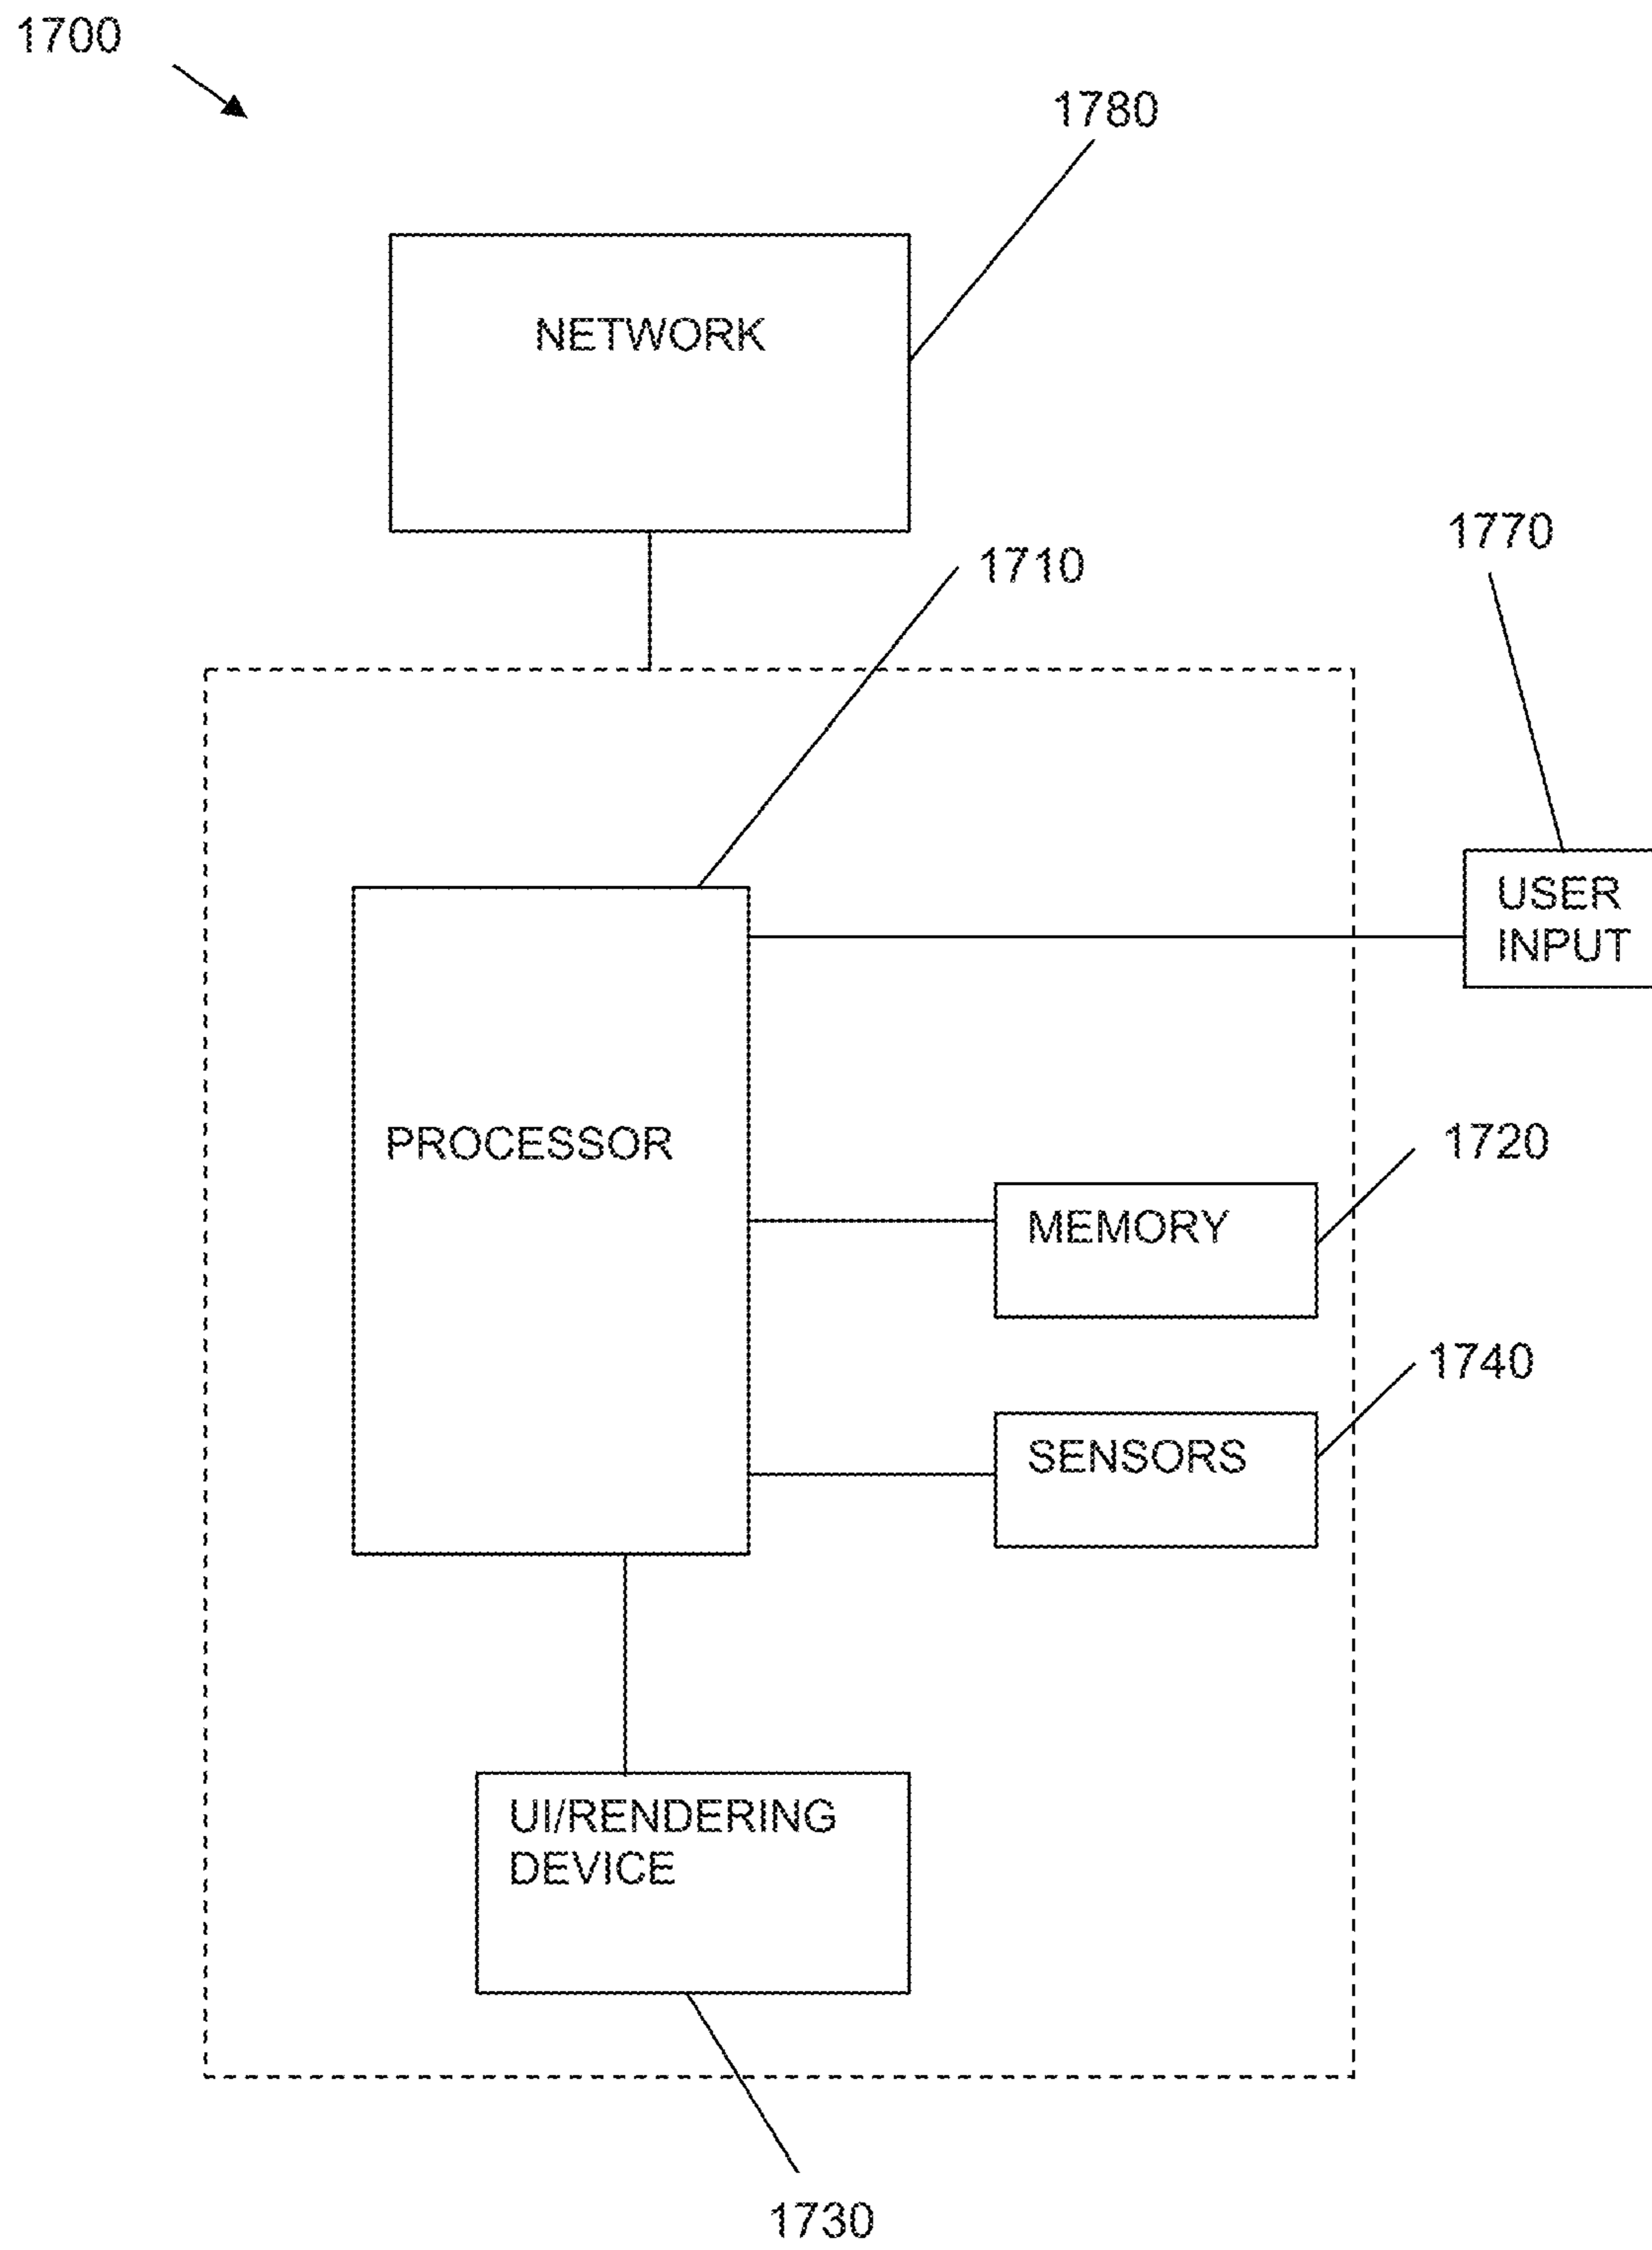 1700
1780
NETWORK
1770
1710
USER
INPUT
PROCESSOR
1720
MEMORY
1740
SENSORS
UI/RENDERING
DEVICE
1730